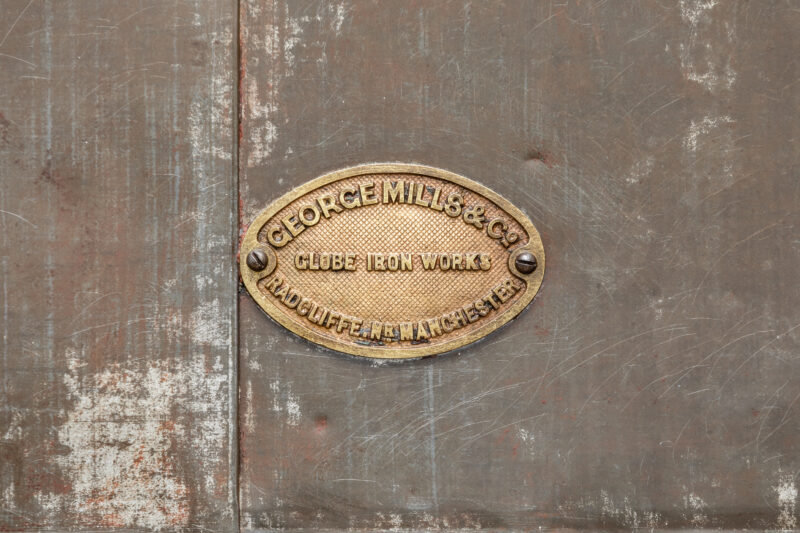 GEORGE MILLS & Co.
GLOBE IRON WORKS
RADCLIFFE, NR. MANCHESTER